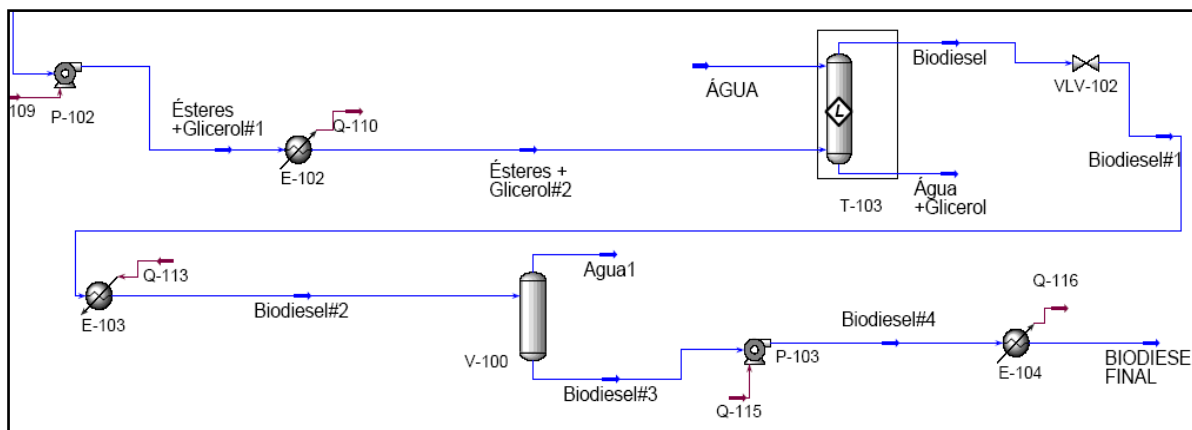 109
P-102
Ésteres
+Glicerol#1
Q-110
E-102
Ésteres +
Glicerol#2
ÁGUA
L
Biodiesel
VLV-102
Biodiesel#1
Água
+Glicerol
T-103
Q-113
E-103
Biodiesel#2
Agua1
V-100
Biodiesel#3
P-103
Q-115
Biodiesel#4
Q-116
E-104
BIODIESE
FINAL